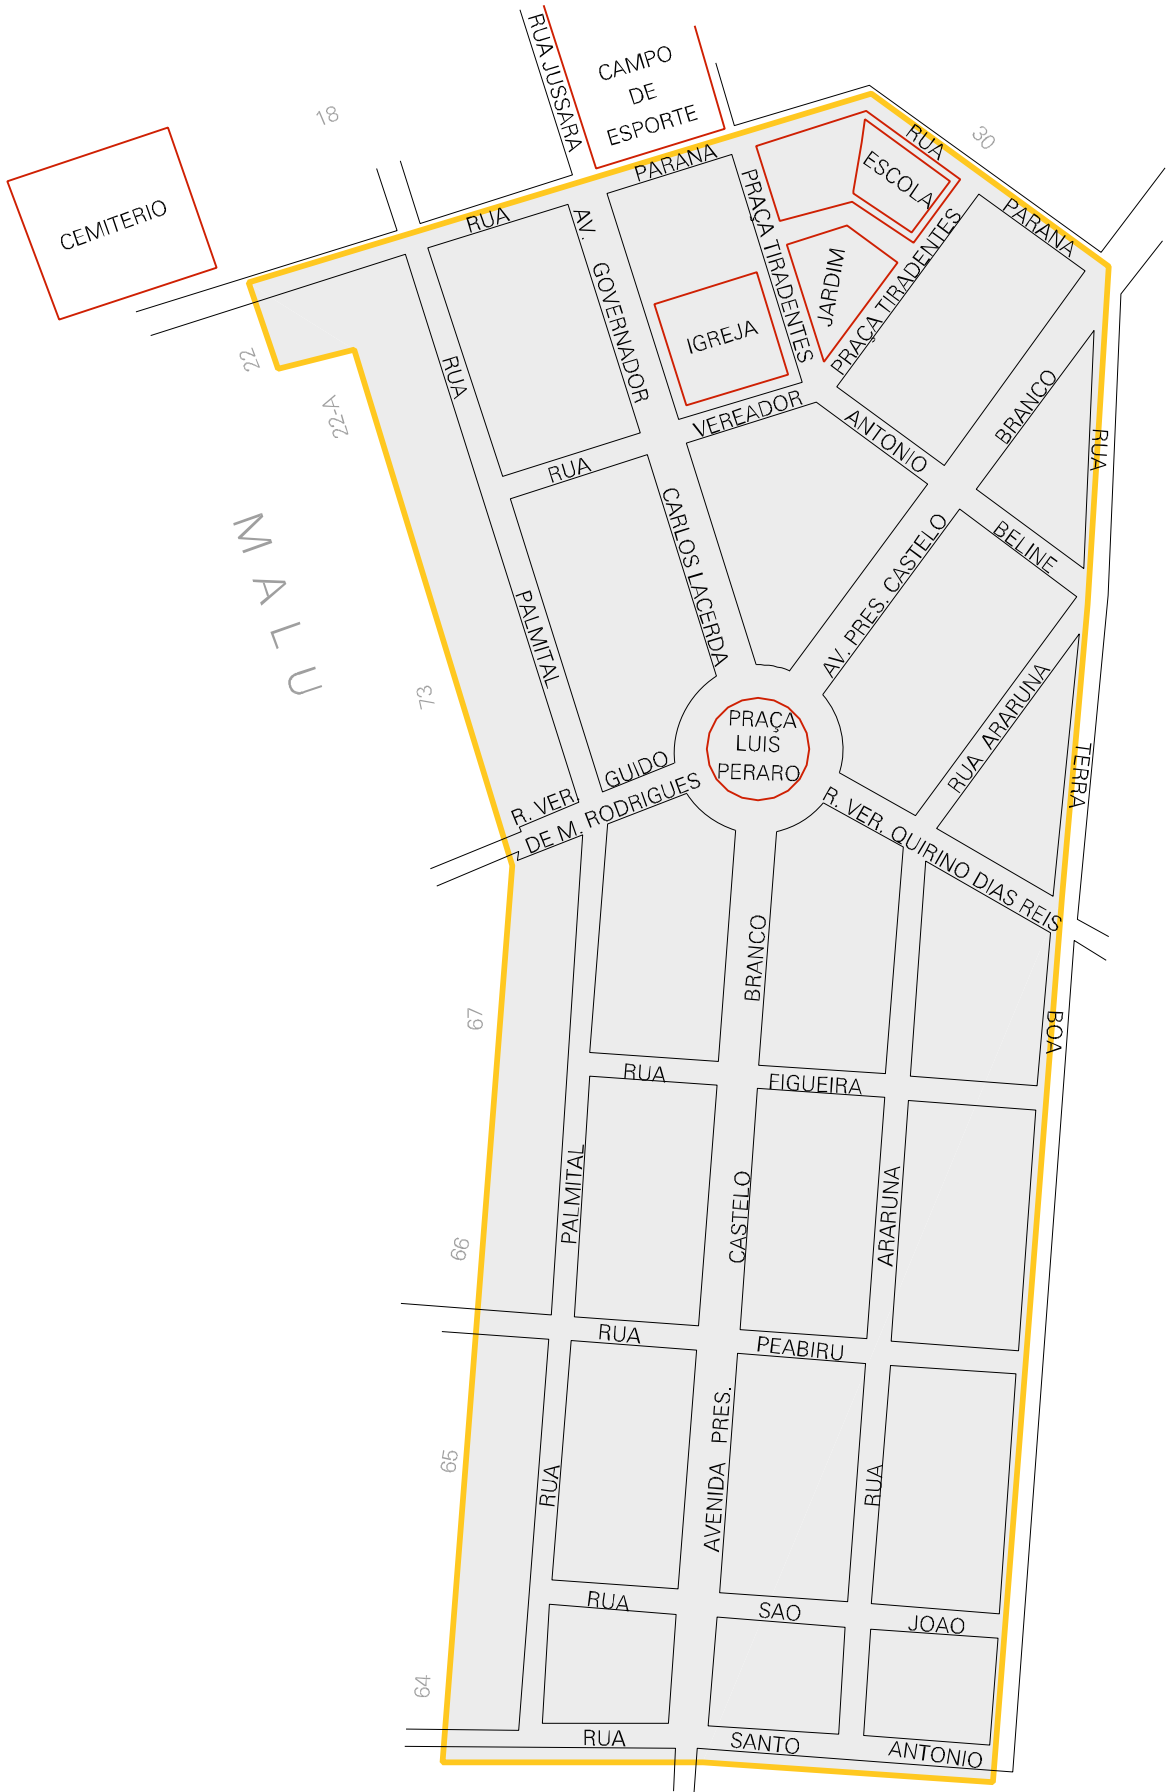 RUA JUSSARA
CAMPO
DE
ESPORTE
18
30
CEMITERIO
RUA
PARANA
RUA
PARANA
ESCOLA
PRAÇA TIRADENTES
PRAÇA TIRADENTES
JARDIM
IGREJA
AV. GOVERNADOR
CARLOS LACERDA
22
22-A
RUA
PALMITAL
RUA
VEREADOR
ANTONIO
BELINE
BRANCO
AV. PRES. CASTELO
RUA
TERRA
BOA
MALU
73
RUA ARARUNA
PRAÇA
LUIS
PERARO
R. VER.
GUIDO
DE M. RODRIGUES
R. VER. QUIRINO DIAS REIS
67
BRANCO
CASTELO
AVENIDA PRES.
RUA
FIGUEIRA
PALMITAL
RUA
ARARUNA
RUA
66
RUA
PEABIRU
65
RUA
SAO
JOAO
64
RUA
SANTO
ANTONIO